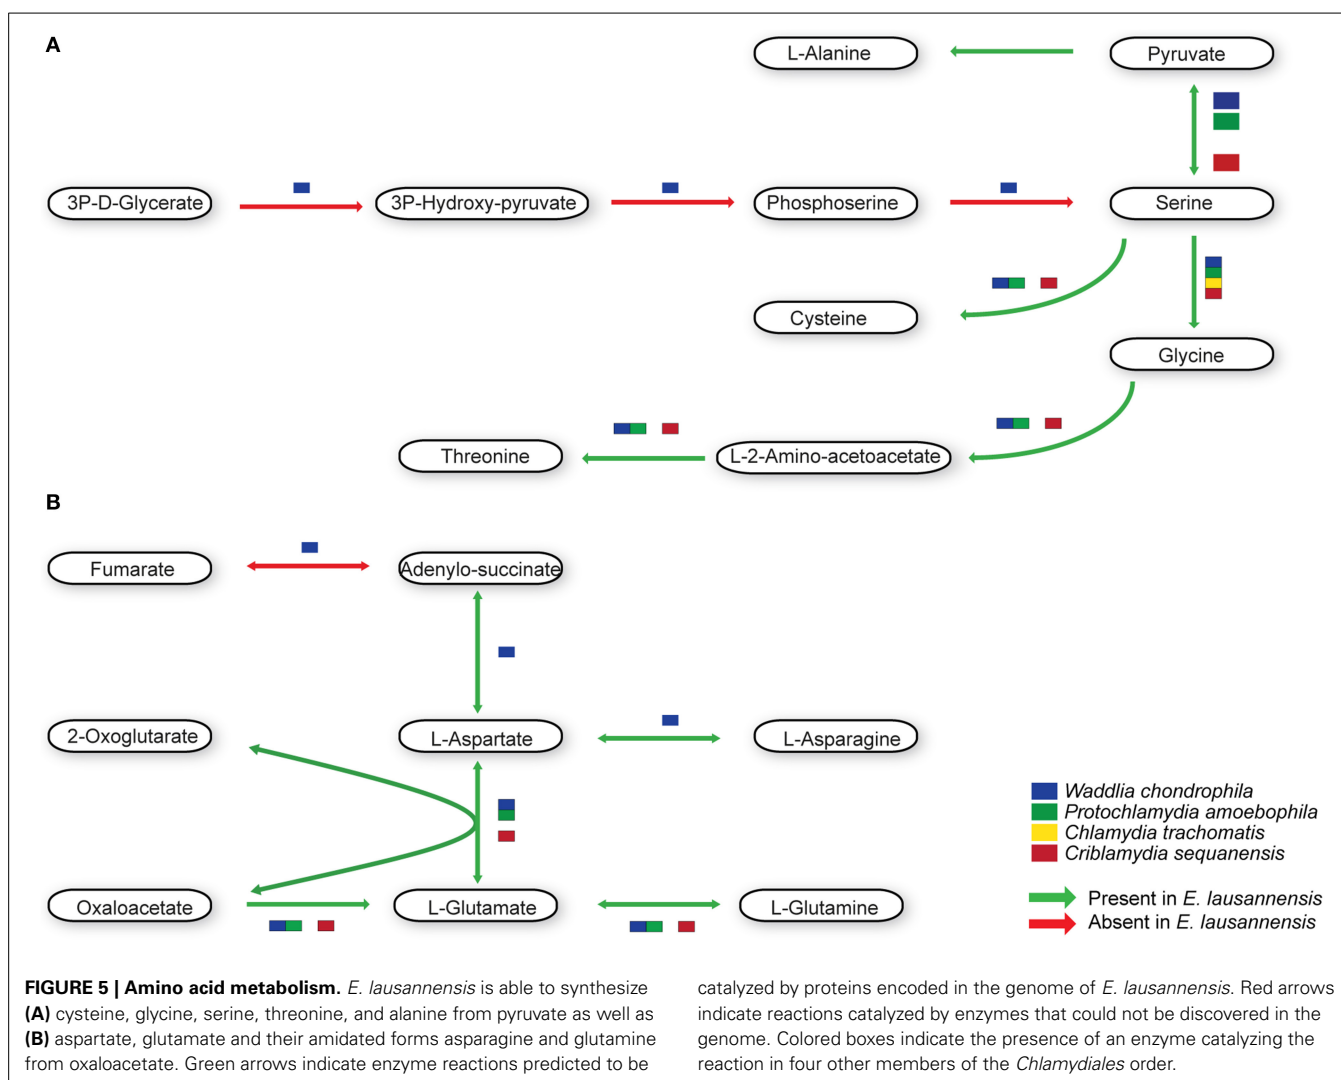 A
L-Alanine
Pyruvate
3P-D-Glycerate
3P-Hydroxy-pyruvate
Phosphoserine
Serine
Cysteine
Glycine
Threonine
L-2-Amino-acetoacetate
B
Fumarate
Adenylo-succinate
2-Oxoglutarate
L-Aspartate
L-Asparagine
Oxaloacetate
L-Glutamate
L-Glutamine
Waddlia chondrophila
Protochlamydia amoebophila
Chlamydia trachomatis
Criblamydia sequanensis
Present in E. lausannensis
Absent in E. lausannensis
FIGURE 5 | Amino acid metabolism. E. lausannensis is able to synthesize
(A) cysteine, glycine, serine, threonine, and alanine from pyruvate as well as
(B) aspartate, glutamate and their amidated forms asparagine and glutamine
from oxaloacetate. Green arrows indicate enzyme reactions predicted to be
catalyzed by proteins encoded in the genome of E. lausannensis. Red arrows
indicate reactions catalyzed by enzymes that could not be discovered in the
genome. Colored boxes indicate the presence of an enzyme catalyzing the
reaction in four other members of the Chlamydiales order.